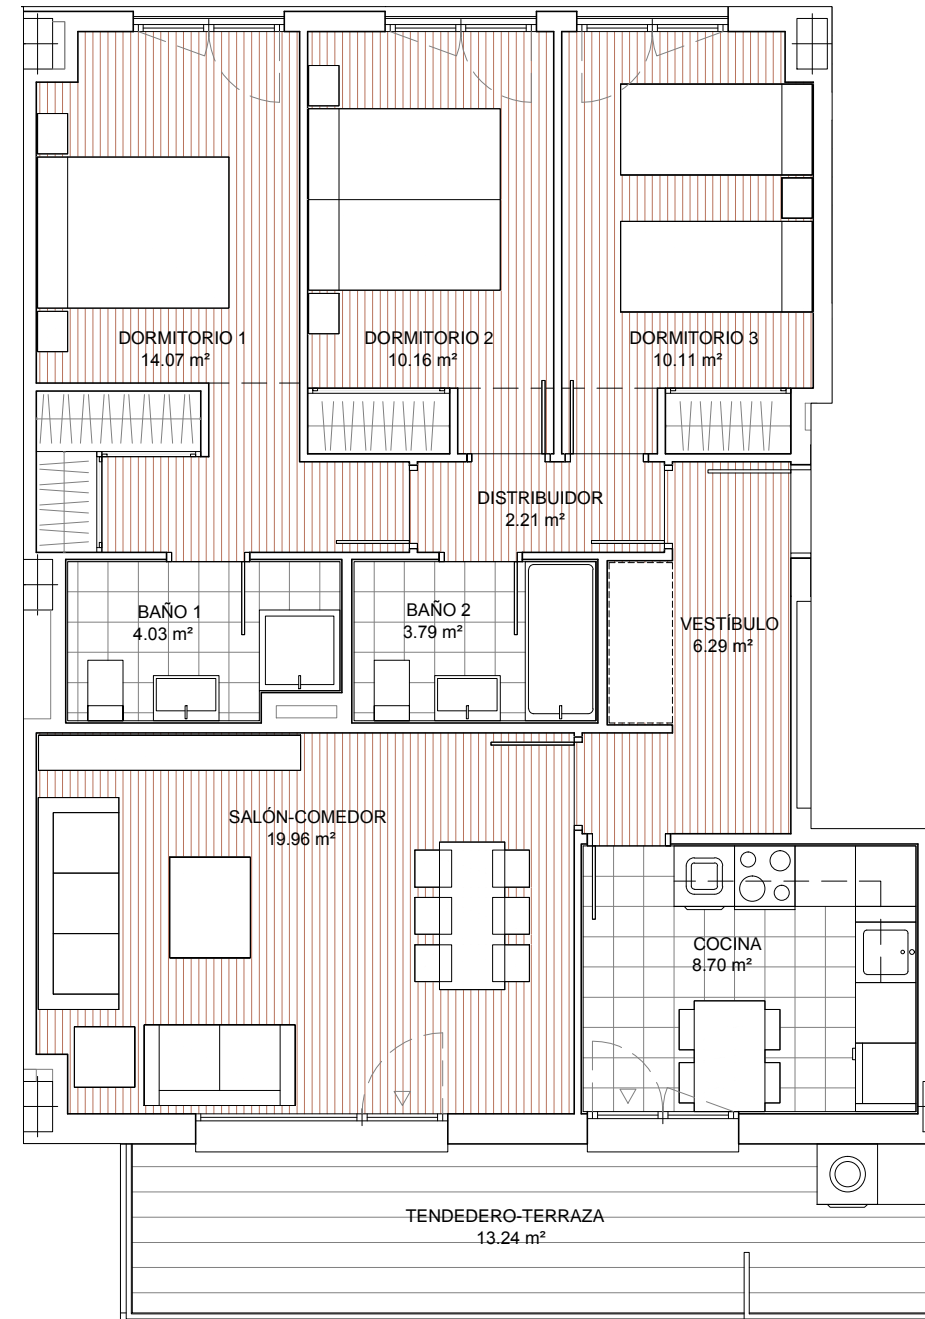 DORMITORIO 1
14.07 m²
DORMITORIO 2
10.16 m²
DORMITORIO 3
10.11 m²
DISTRIBUIDOR
2.21 m²
BAÑO 1
4.03 m²
BAÑO 2
3.79 m²
VESTÍBULO
6.29 m²
SALÓN-COMEDOR
19.96 m²
COCINA
8.70 m²
TENDEDERO-TERRAZA
13.24 m²